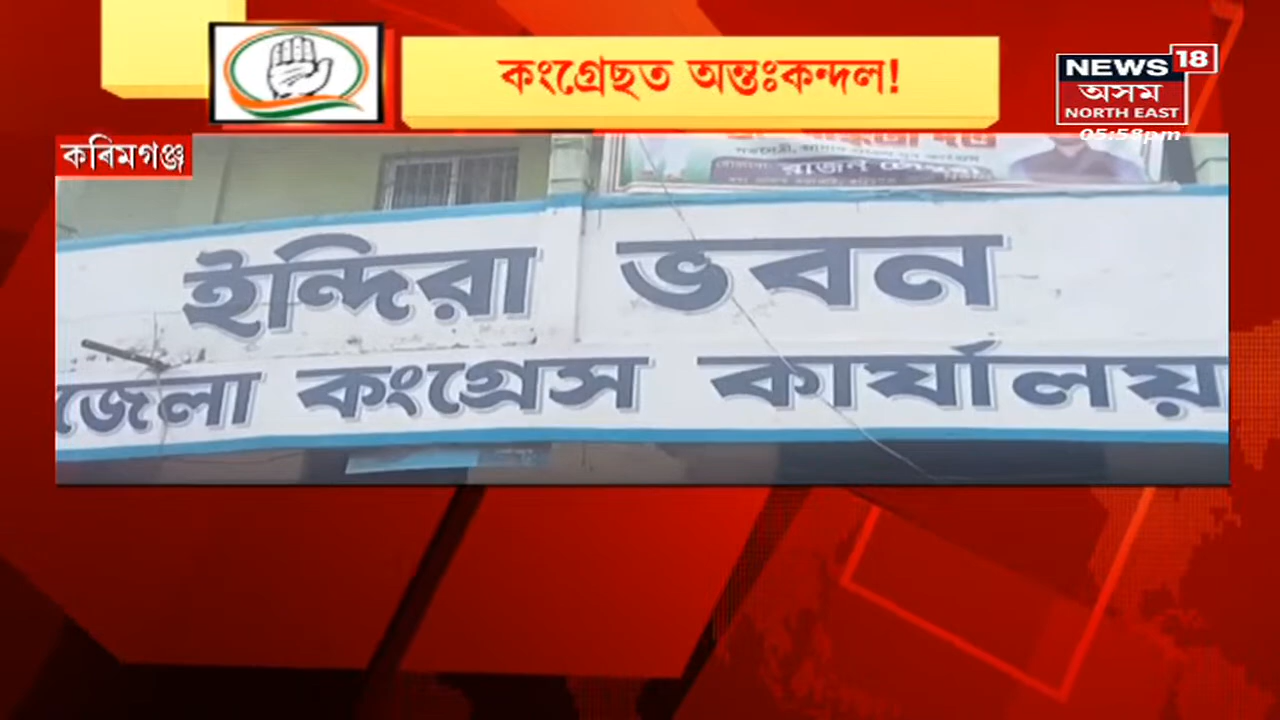 কংগ্ৰেছত অন্তঃকন্দল!
NEWS 18
অসম
NORTH EAST
05:58pm
কৰিমগঞ্জ
ইন্দিরা ভবন
জেলা কংগ্রেস কার্যালয়